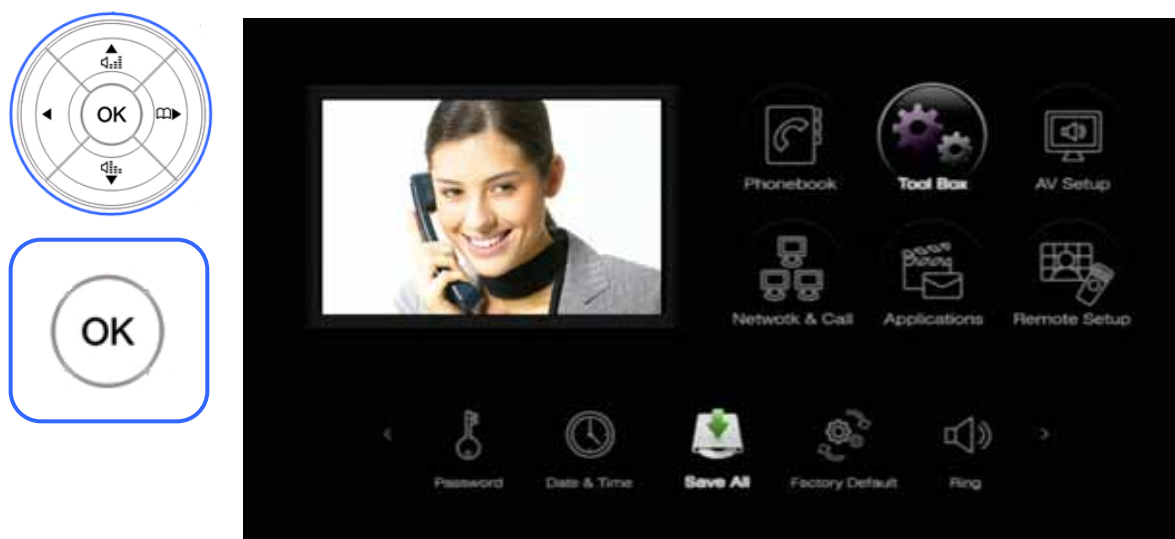 OK
OK
Phonebook
Tool Box
AV Setup
Netwotk & Call
Applications
Remote Setup
Password
Date & Time
Save All
Factory Default
Ring